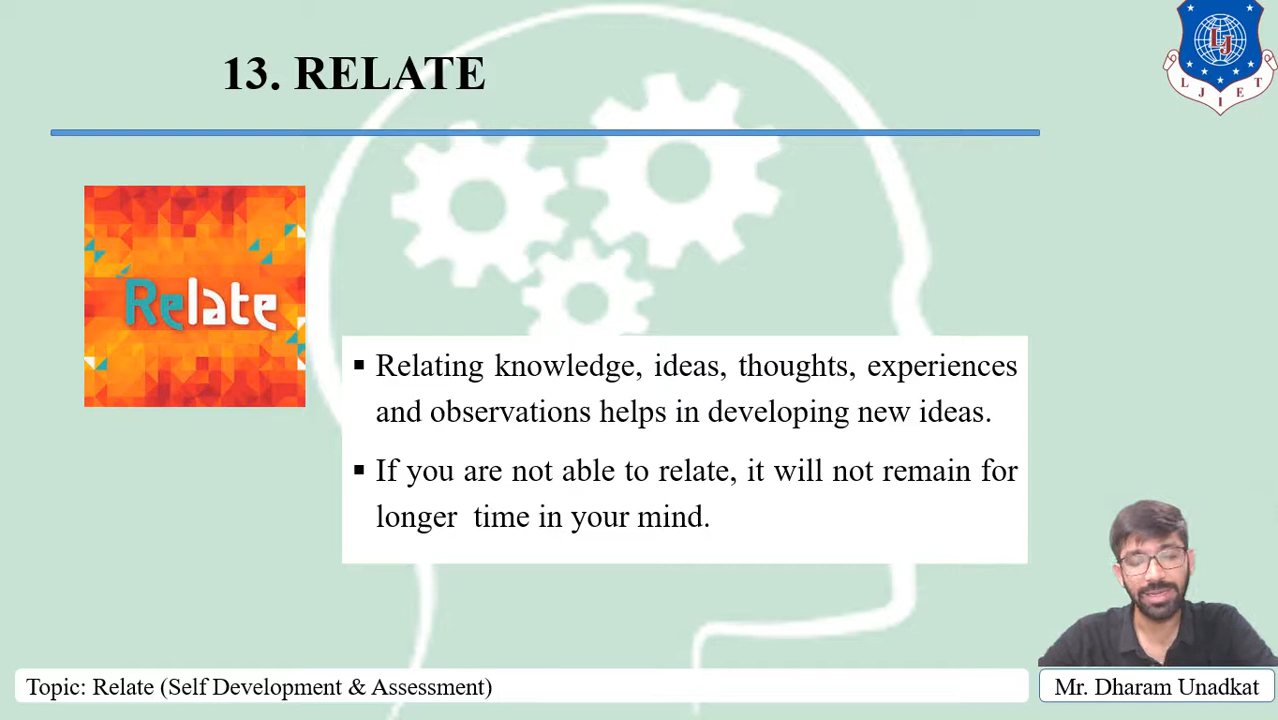 13. RELATE
LJ
LJIET
Relate
▪ Relating knowledge, ideas, thoughts, experiences
and observations helps in developing new ideas.
▪ If you are not able to relate, it will not remain for
longer time in your mind.
Topic: Relate (Self Development & Assessment)
Mr. Dharam Unadkat